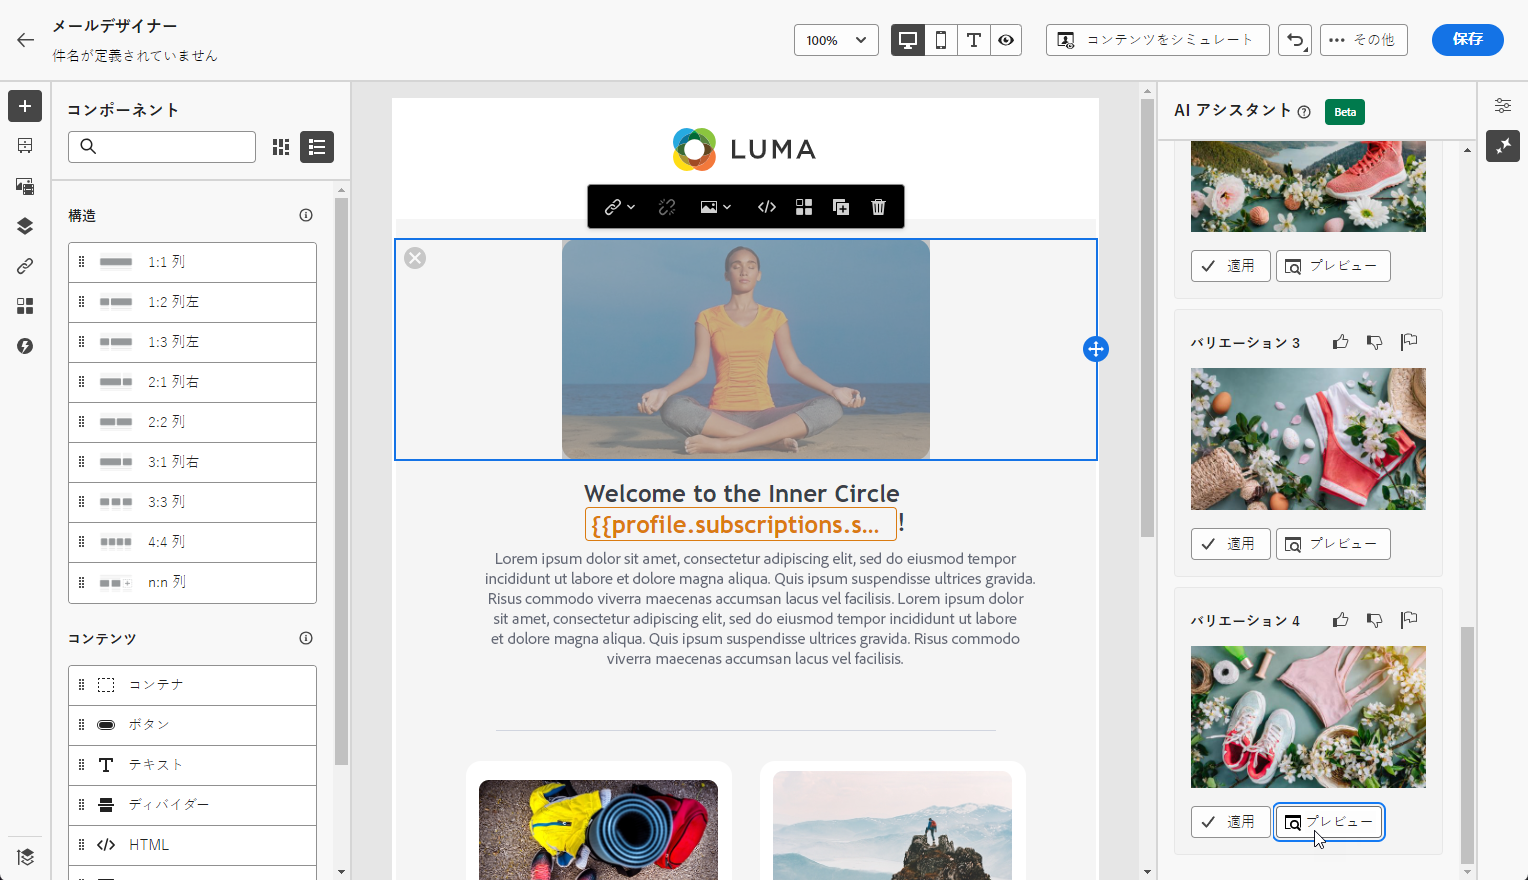 メールデザイナー
件名が定義されていません
100%
コンテンツをシミュレート
その他
保存
コンポーネント
構造
1:1 列
1:2 列左
1:3 列左
2:1 列右
2:2 列
3:1 列右
3:3 列
4:4 列
n:n 列
コンテンツ
コンテナ
ボタン
テキスト
ディバイダー
HTML
LUMA
Welcome to the Inner Circle
{{profile.subscriptions.s... !
Lorem ipsum dolor sit amet, consectetur adipiscing elit, sed do eiusmod tempor
incididunt ut labore et dolore magna aliqua. Quis ipsum suspendisse ultrices gravida.
Risus commodo viverra maecenas accumsan lacus vel facilisis. Lorem ipsum dolor
sit amet, consectetur adipiscing elit, sed do eiusmod tempor incididunt ut labore
et dolore magna aliqua. Quis ipsum suspendisse ultrices gravida. Risus commodo
viverra maecenas accumsan lacus vel facilisis.
AI アシスタント
Beta
適用
プレビュー
バリエーション 3
適用
プレビュー
バリエーション 4
適用
プレビュー